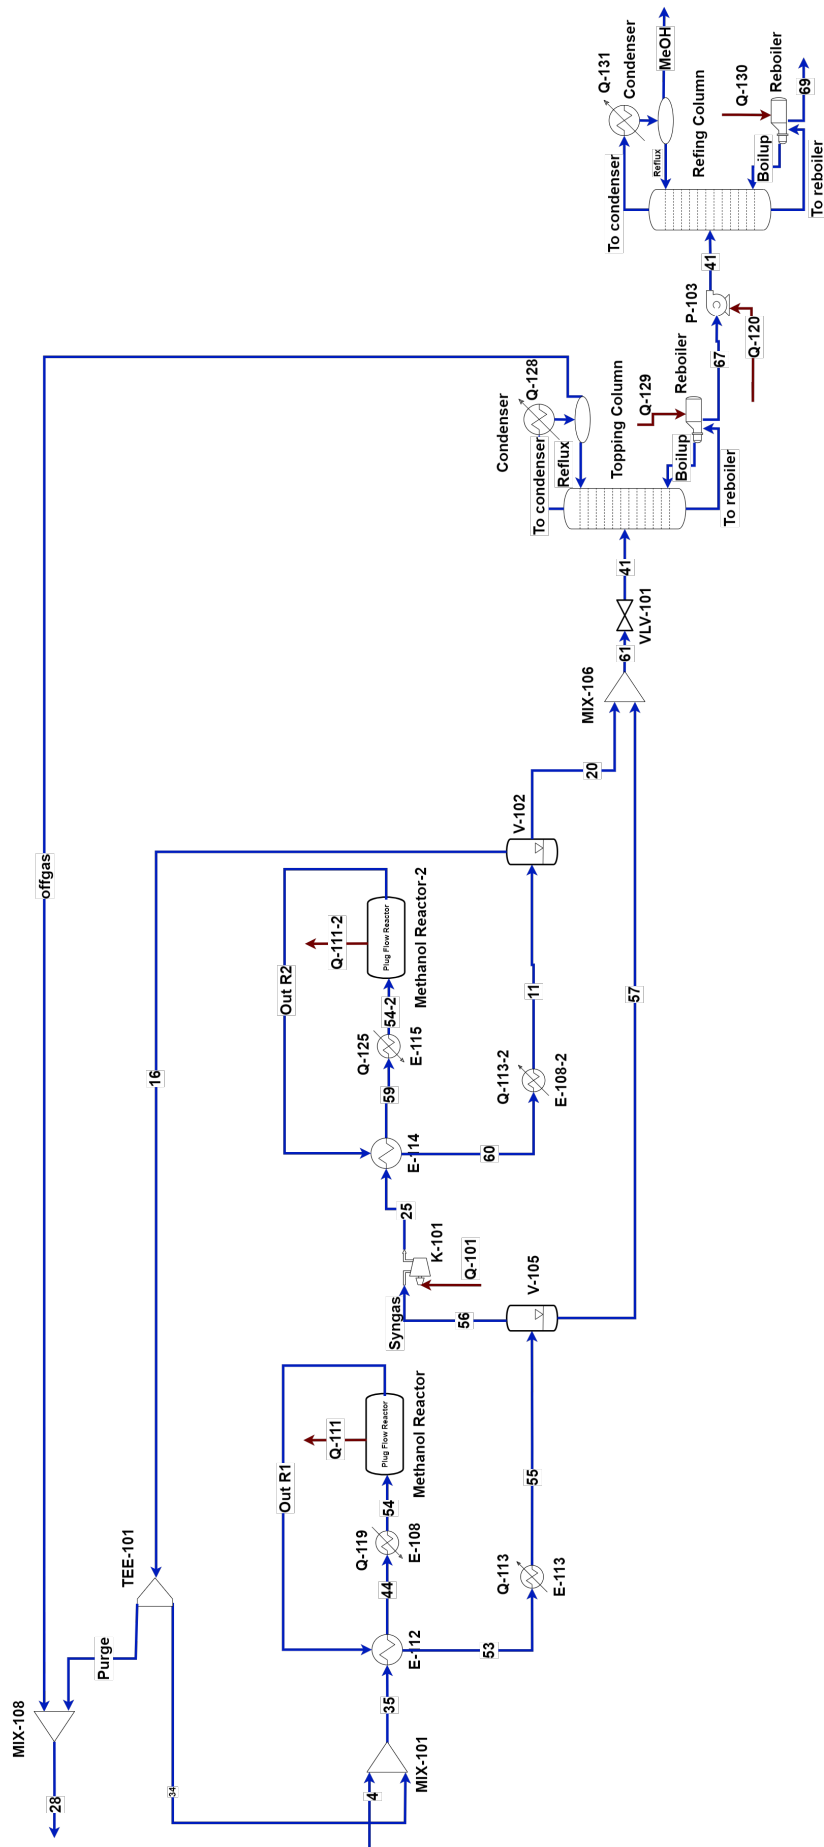 MIX-108
28
Purge
TEE-101
34
4
MIX-101
35
E-112
44
Q-119
E-108
54
Plug Flow Reactor
Methanol Reactor
Q-111
Out R1
53
Q-113
E-113
55
V-105
56
Syngas
Q-101
K-101
25
E-114
59
Q-125
E-115
54-2
Plug Flow Reactor
Methanol Reactor-2
Q-111-2
Out R2
60
Q-113-2
E-108-2
11
V-102
16
57
20
MIX-106
61
VLV-101
41
offgas
To condenser
Condenser
Q-128
Reflux
Topping Column
Boilup
Q-129
Reboiler
To reboiler
67
Q-120
P-103
41
To condenser
Q-131
Condenser
Reflux
MeOH
Refing Column
Boilup
Q-130
Reboiler
To reboiler
69